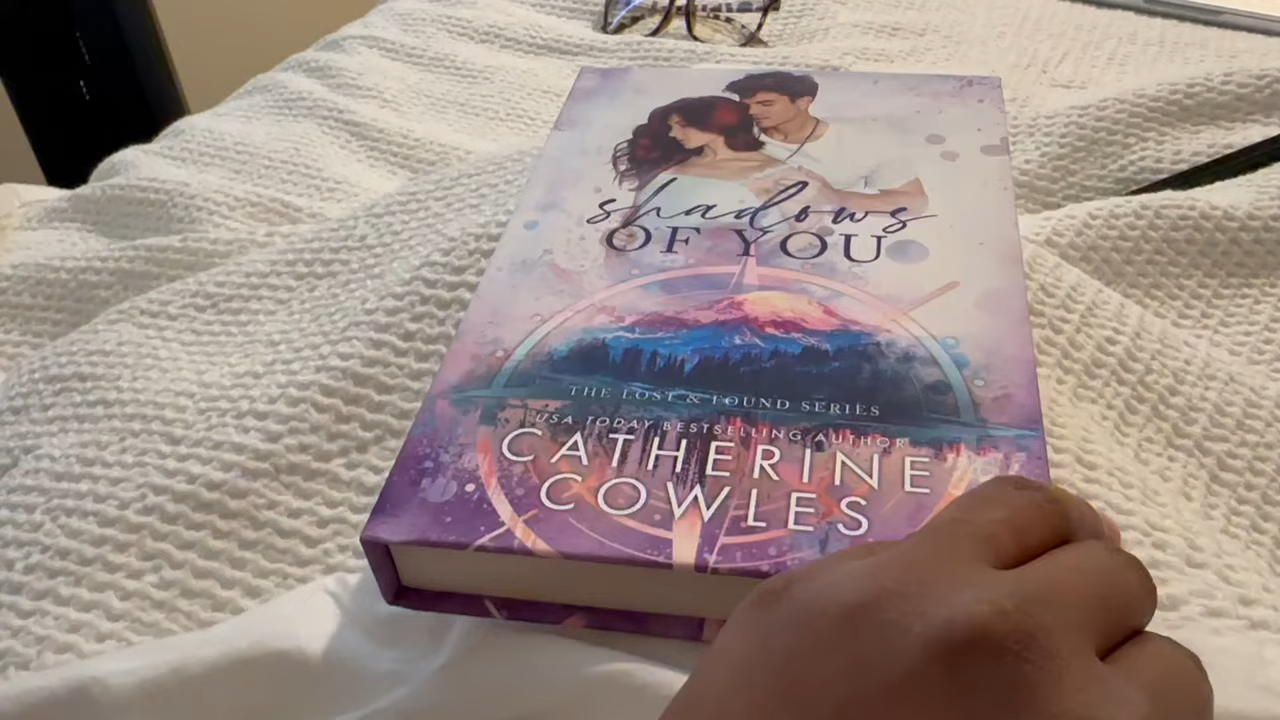 shadows
OF YOU
THE LOST & FOUND SERIES
USA TODAY BESTSELLING AUTHOR
CATHERINE
COWLES